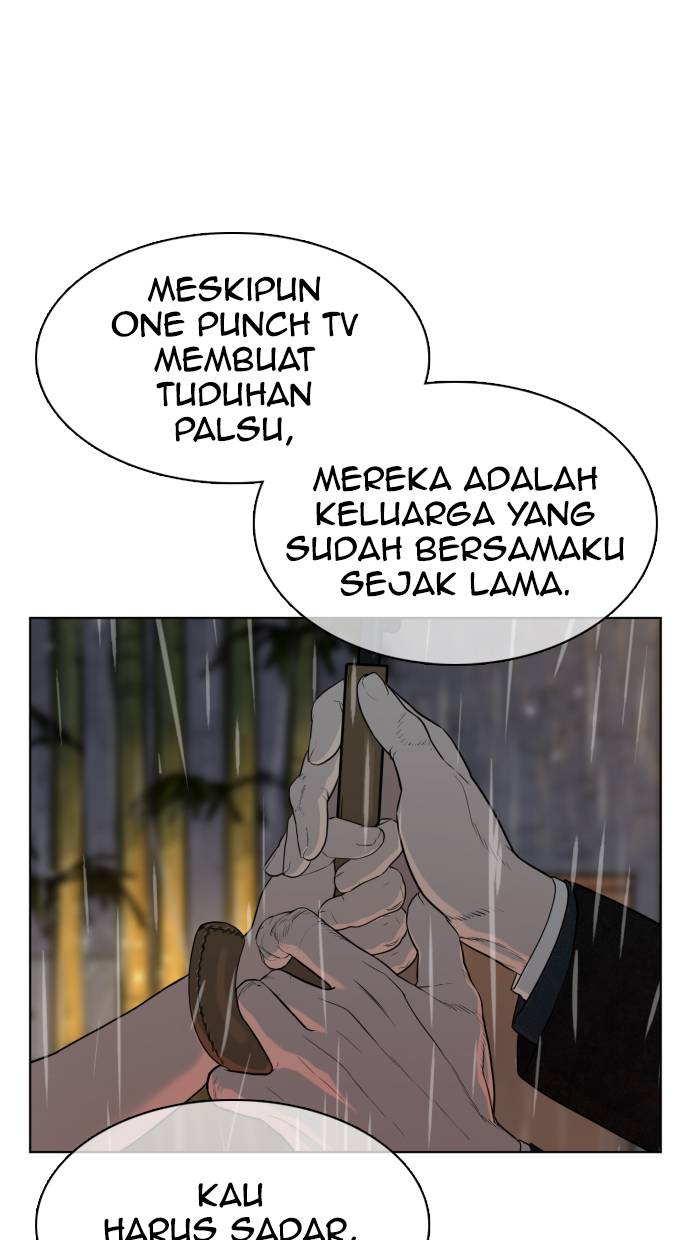 MESKIPUN
ONE PUNCH TV
MEMBUAT
TUDUHAN
PALSU,
MEREKA ADALAH
KELUARGA YANG
SUDAH BERSAMAKU
SEJAK LAMA.
KAU
HARUS SADAR,